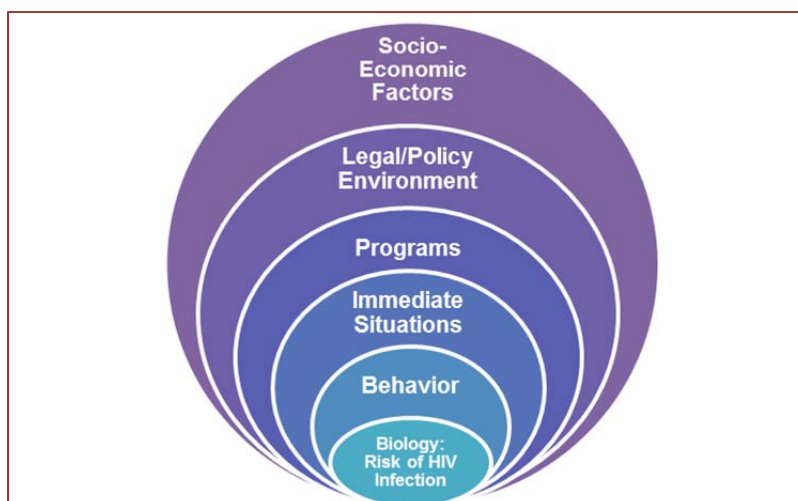 Socio-
Economic
Factors
Legal/Policy
Environment
Programs
Immediate
Situations
Behavior
Biology:
Risk of HIV
Infection